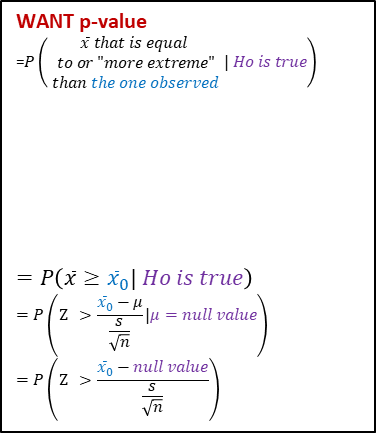 WANT p-value
=P( x̄ that is equal
to or "more extreme" | Ho is true)
than the one observed
= P(x̄ ≥ x̄₀| Ho is true)
= P( Z > (x̄₀ − μ)/(s/√n) |μ = null value)
= P( Z > (x̄₀ − null value)/(s/√n) )